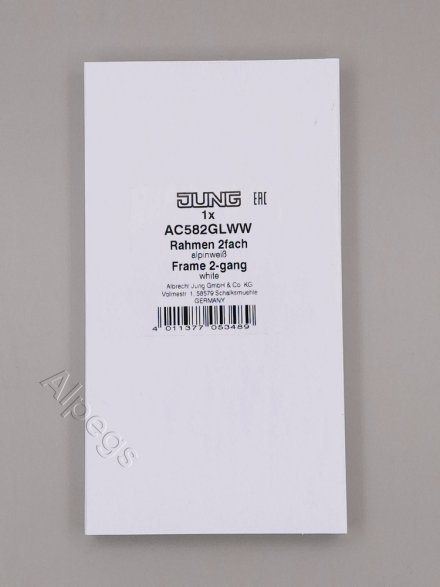 JUNG EAC
1x
AC582GLWW
Rahmen 2fach
alpinweiß
Frame 2-gang
white
Albrecht Jung GmbH & Co. KG
Volmestr. 1, 58579 Schalksmuehle
GERMANY
4 011377 053489
Alpegs